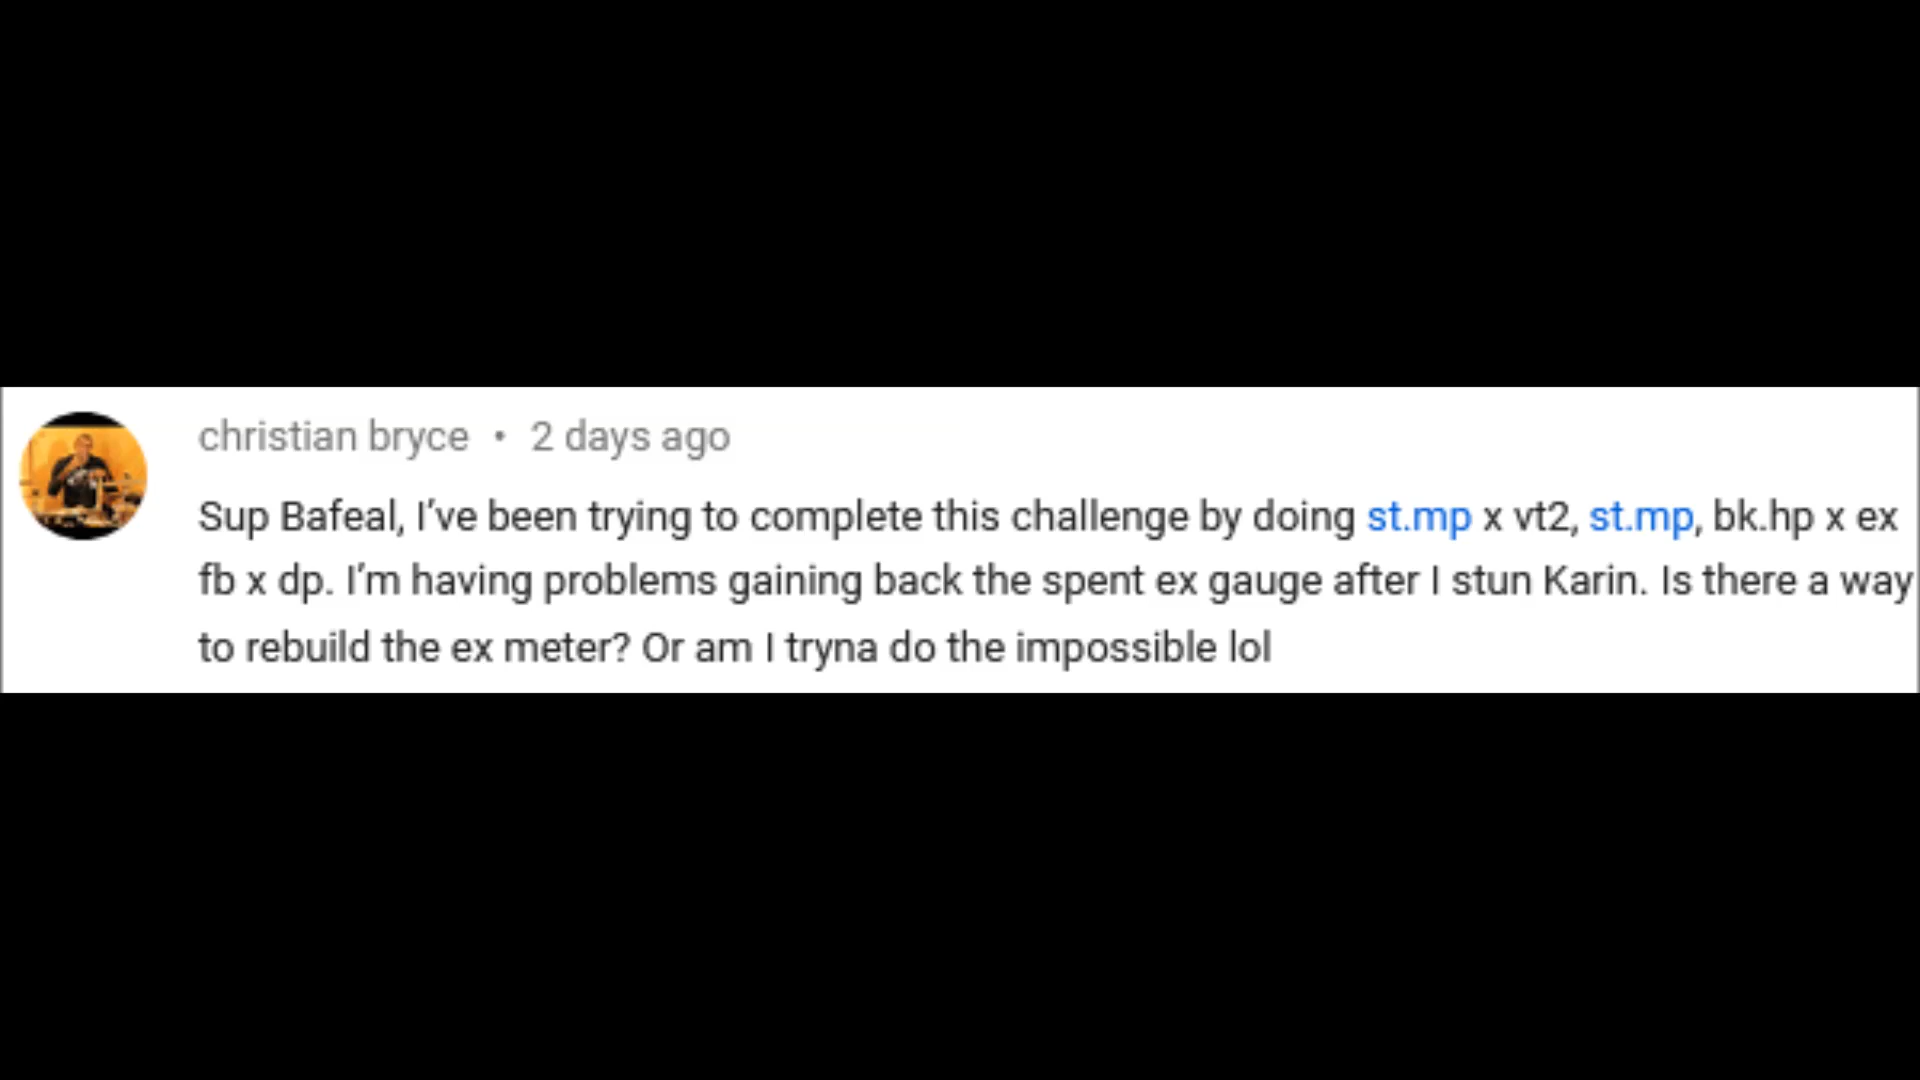 christian bryce • 2 days ago
Sup Bafeal, I’ve been trying to complete this challenge by doing st.mp x vt2, st.mp, bk.hp x ex
fb x dp. I’m having problems gaining back the spent ex gauge after I stun Karin. Is there a way
to rebuild the ex meter? Or am I tryna do the impossible lol